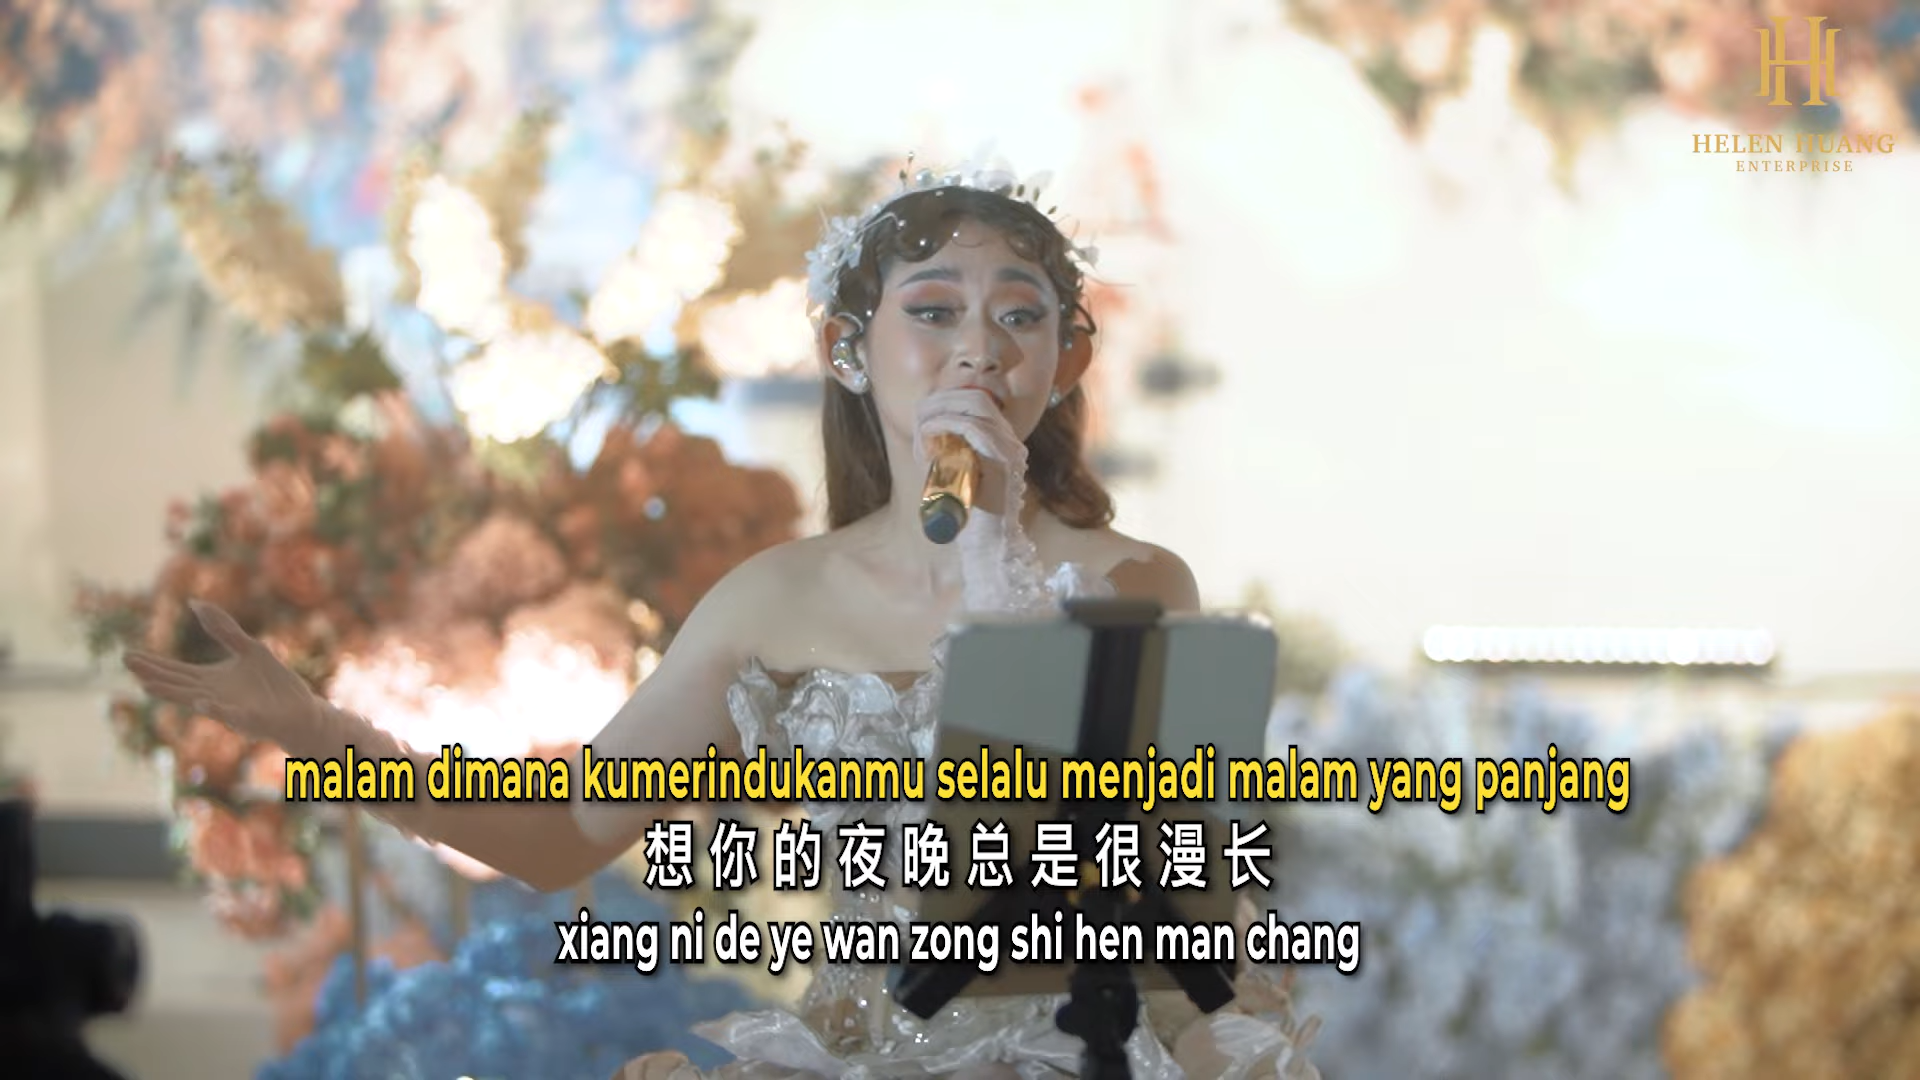 HELEN HUANG
ENTERPRISE
malam dimana kumerindukanmu selalu menjadi malam yang panjang
想你的夜晚总是很漫长
xiang ni de ye wan zong shi hen man chang